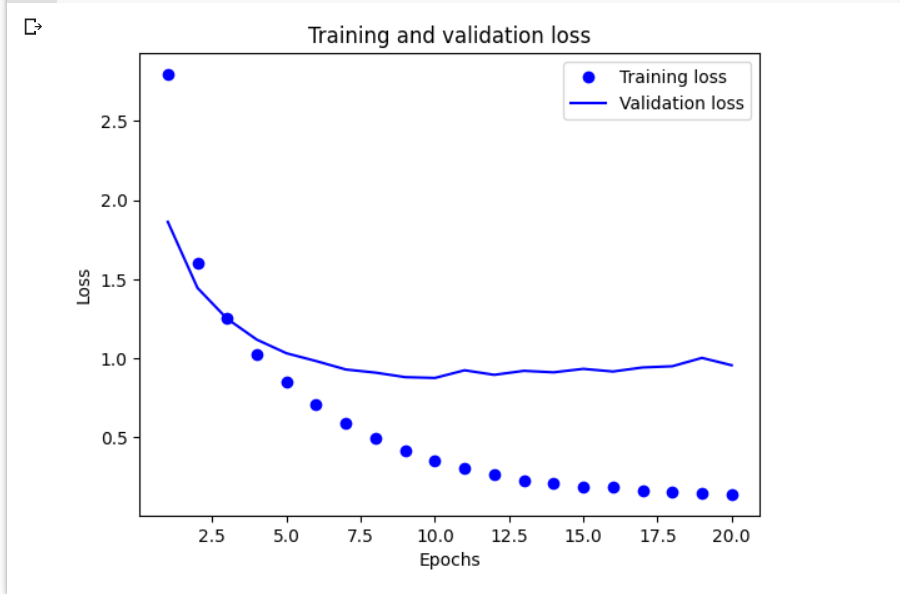 Training and validation loss
Training loss
Validation loss
2.5
2.0
1.5
1.0
0.5
Loss
2.5 5.0 7.5 10.0 12.5 15.0 17.5 20.0
Epochs